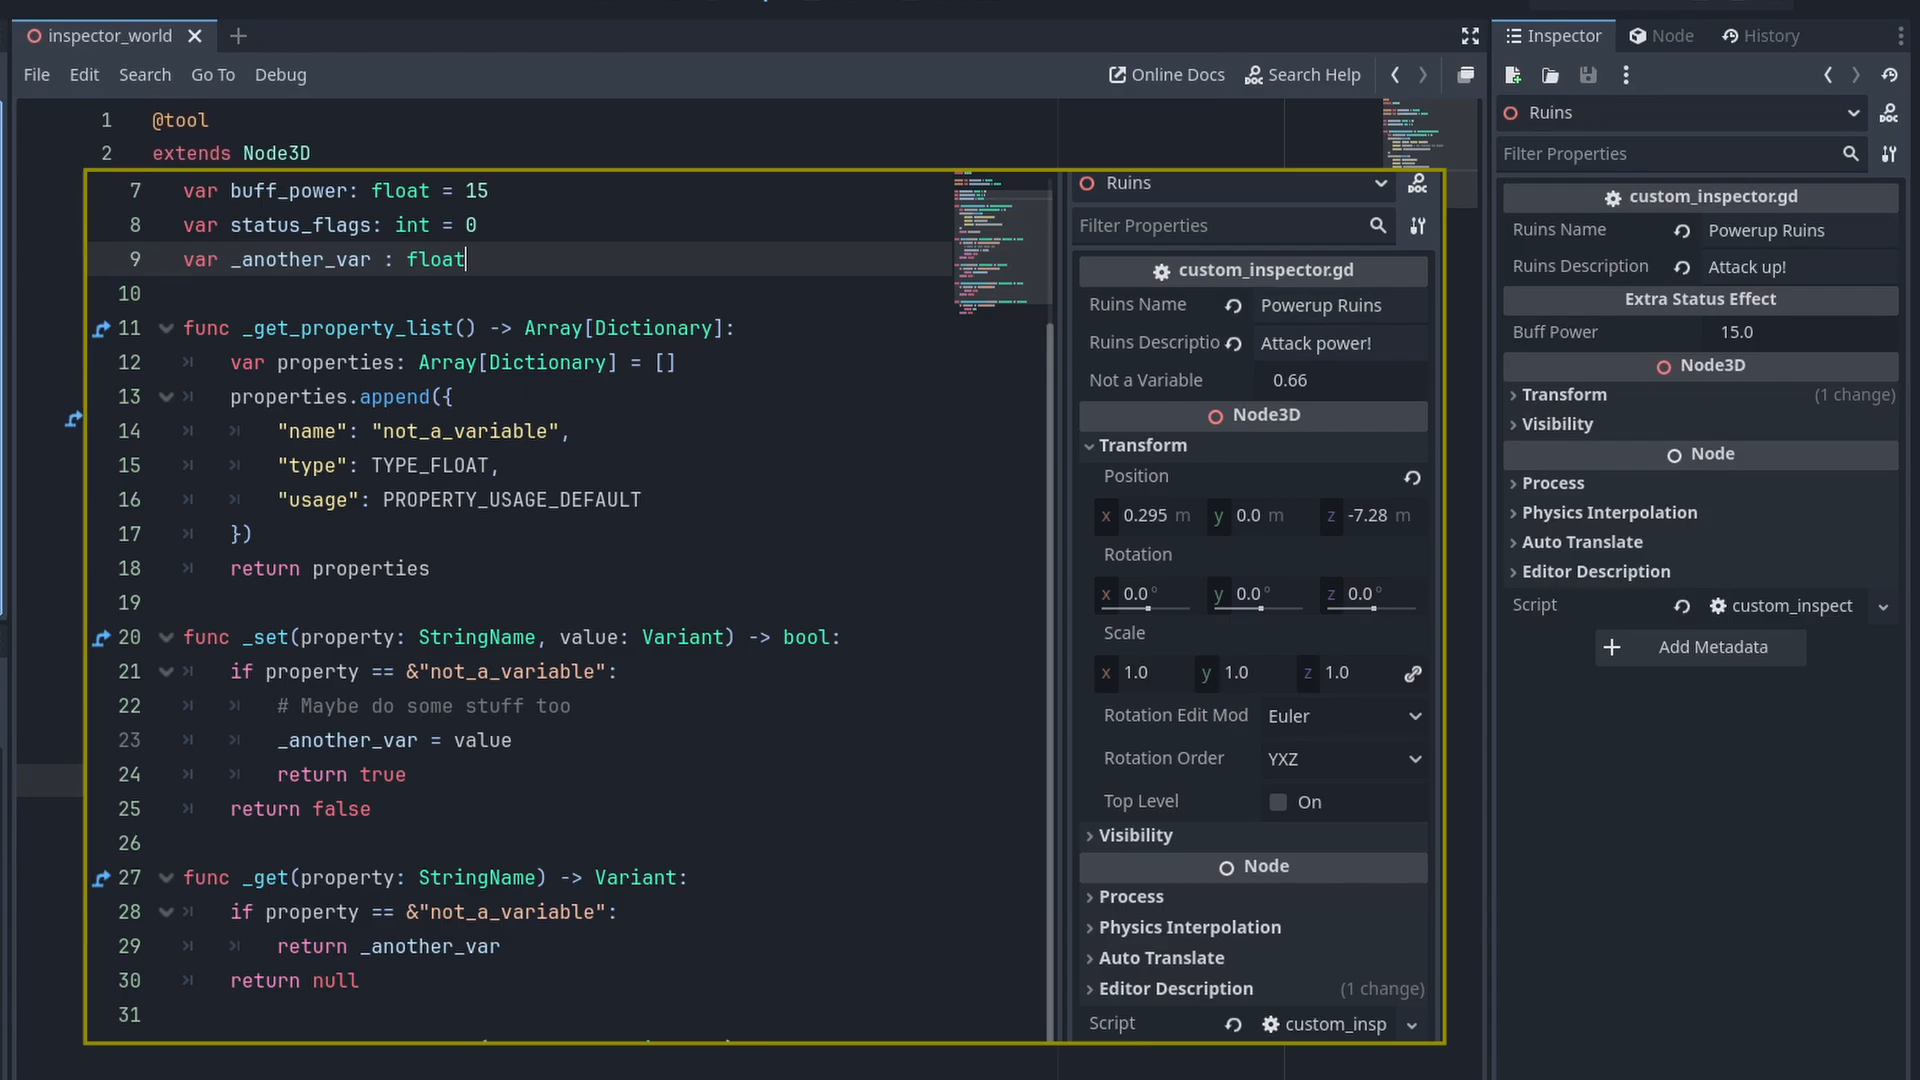 inspector_world
File Edit Search Go To Debug
Online Docs Search Help
1 @tool
2 extends Node3D
7 var buff_power: float = 15
8 var status_flags: int = 0
9 var _another_var : float
10
11 func _get_property_list() -> Array[Dictionary]:
12 var properties: Array[Dictionary] = []
13 properties.append({
14 "name": "not_a_variable",
15 "type": TYPE_FLOAT,
16 "usage": PROPERTY_USAGE_DEFAULT
17 })
18 return properties
19
20 func _set(property: StringName, value: Variant) -> bool:
21 if property == &"not_a_variable":
22 # Maybe do some stuff too
23 _another_var = value
24 return true
25 return false
26
27 func _get(property: StringName) -> Variant:
28 if property == &"not_a_variable":
29 return _another_var
30 return null
31
Ruins
DOC
Filter Properties
custom_inspector.gd
Ruins Name Powerup Ruins
Ruins Descriptio Attack power!
Not a Variable 0.66
Node3D
Transform
Position
x 0.295 m y 0.0 m z -7.28 m
Rotation
x 0.0 ° y 0.0 ° z 0.0 °
Scale
x 1.0 y 1.0 z 1.0
Rotation Edit Mod Euler
Rotation Order YXZ
Top Level On
Visibility
Node
Process
Physics Interpolation
Auto Translate
Editor Description (1 change)
Script custom_insp
Inspector Node History
Ruins
DOC
Filter Properties
custom_inspector.gd
Ruins Name Powerup Ruins
Ruins Description Attack up!
Extra Status Effect
Buff Power 15.0
Node3D
Transform (1 change)
Visibility
Node
Process
Physics Interpolation
Auto Translate
Editor Description
Script custom_inspect
Add Metadata